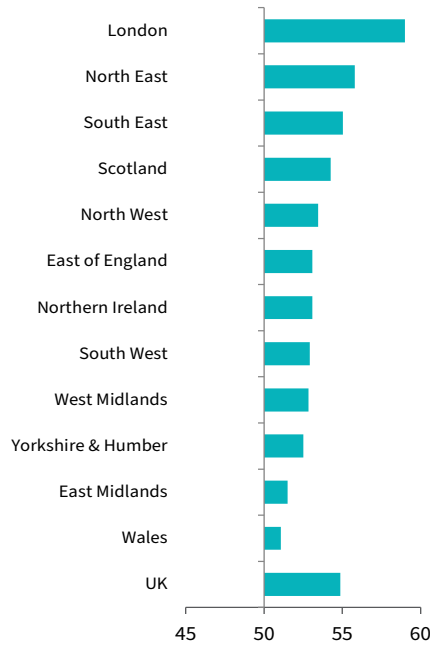 London
North East
South East
Scotland
North West
East of England
Northern Ireland
South West
West Midlands
Yorkshire & Humber
East Midlands
Wales
UK
45 50 55 60